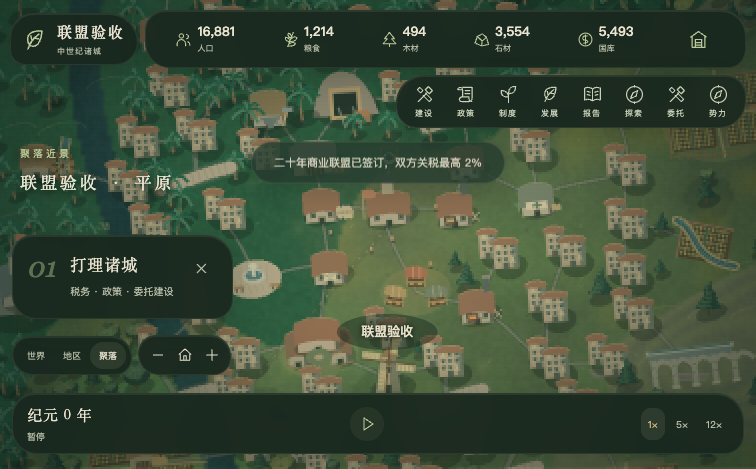 联盟验收
中世纪诸城
16,881
人口
1,214
粮食
494
木材
3,554
石材
5,493
国库
建设
政策
制度
发展
报告
探索
委托
势力
聚落近景
联盟验收 · 平原
二十年商业联盟已签订，双方关税最高 2%
01
打理诸城
税务 · 政策 · 委托建设
联盟验收
世界
地区
聚落
纪元 0 年
暂停
1×
5×
12×